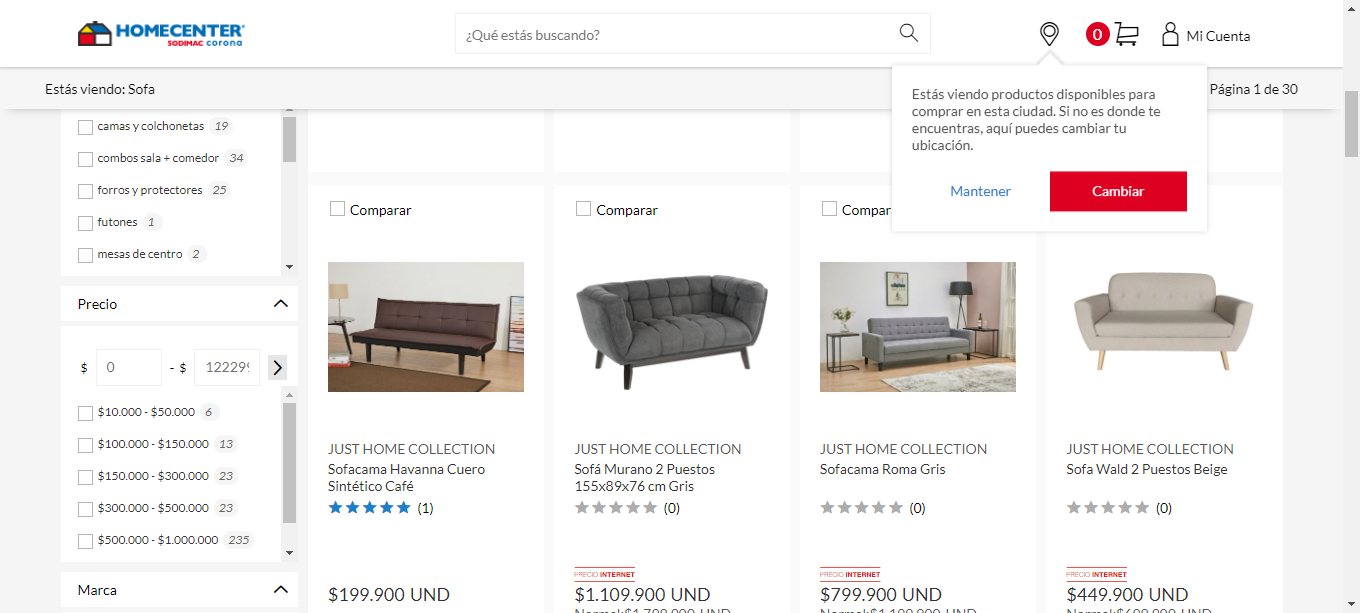 HOMECENTER
SODIMAC corona
¿Qué estás buscando?
0
Mi Cuenta
Estás viendo: Sofa
Página 1 de 30
Estás viendo productos disponibles para
comprar en esta ciudad. Si no es donde te
encuentras, aquí puedes cambiar tu
ubicación.
Mantener
Cambiar
camas y colchonetas 19
combos sala + comedor 34
forros y protectores 25
futones 1
mesas de centro 2
Precio
$ 0 - $ 12229
$10.000 - $50.000 6
$100.000 - $150.000 13
$150.000 - $300.000 23
$300.000 - $500.000 23
$500.000 - $1.000.000 235
Marca
Comparar
JUST HOME COLLECTION
Sofacama Havanna Cuero
Sintético Café
(1)
$199.900 UND
Comparar
JUST HOME COLLECTION
Sofá Murano 2 Puestos
155x89x76 cm Gris
(0)
PRECIO INTERNET
$1.109.900 UND
Normal:$1.799.900 UND
Compar
JUST HOME COLLECTION
Sofacama Roma Gris
(0)
PRECIO INTERNET
$799.900 UND
Normal:$1.199.900 UND
JUST HOME COLLECTION
Sofa Wald 2 Puestos Beige
(0)
PRECIO INTERNET
$449.900 UND
Normal:$699.900 UND